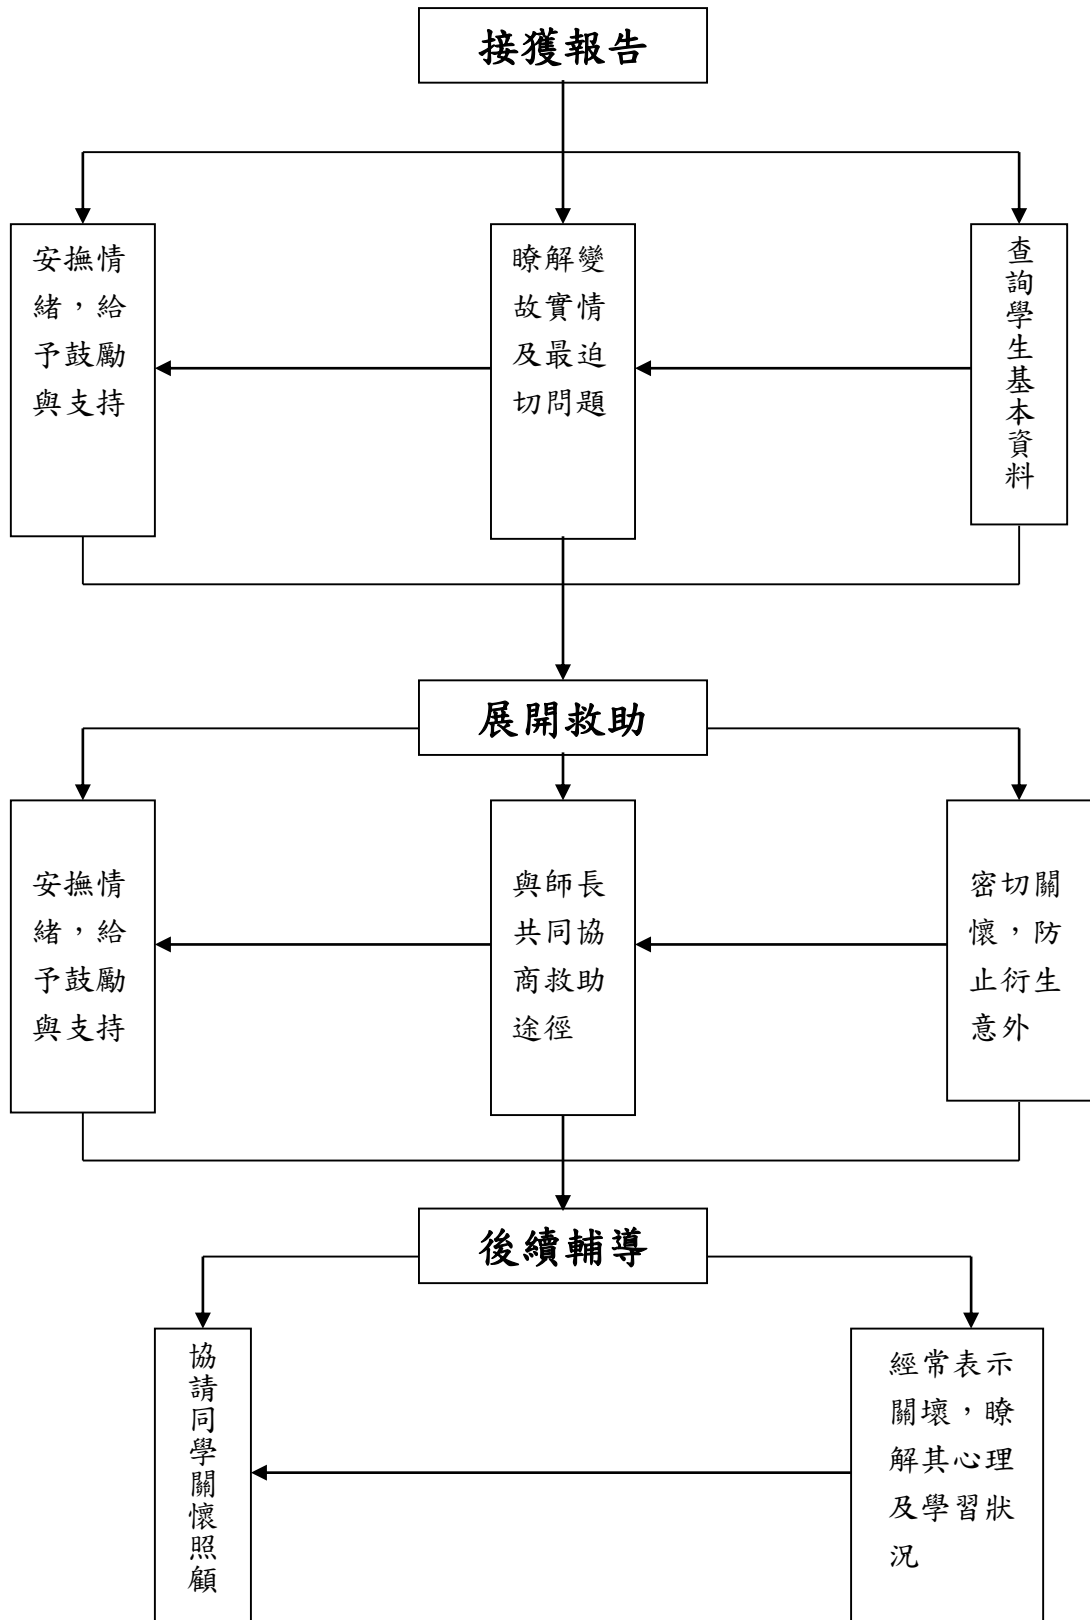 接獲報告
安撫情
緒，給
予鼓勵
與支持
瞭解變
故實情
及最迫
切問題
查詢學生基本資料
展開救助
安撫情
緒，給
予鼓勵
與支持
與師長
共同協
商救助
途徑
密切關
懷，防
止衍生
意外
後續輔導
協請同學關懷照顧
經常表示
關壞，瞭
解其心理
及學習狀
況